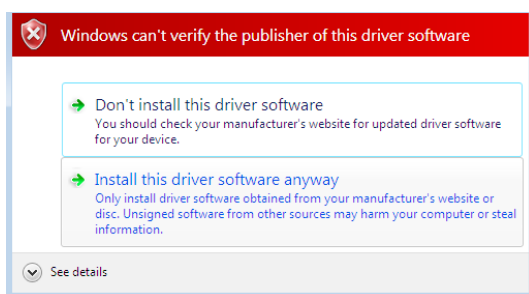 Windows can't verify the publisher of this driver software
Don't install this driver software
You should check your manufacturer's website for updated driver software
for your device.
Install this driver software anyway
Only install driver software obtained from your manufacturer's website or
disc. Unsigned software from other sources may harm your computer or steal
information.
See details